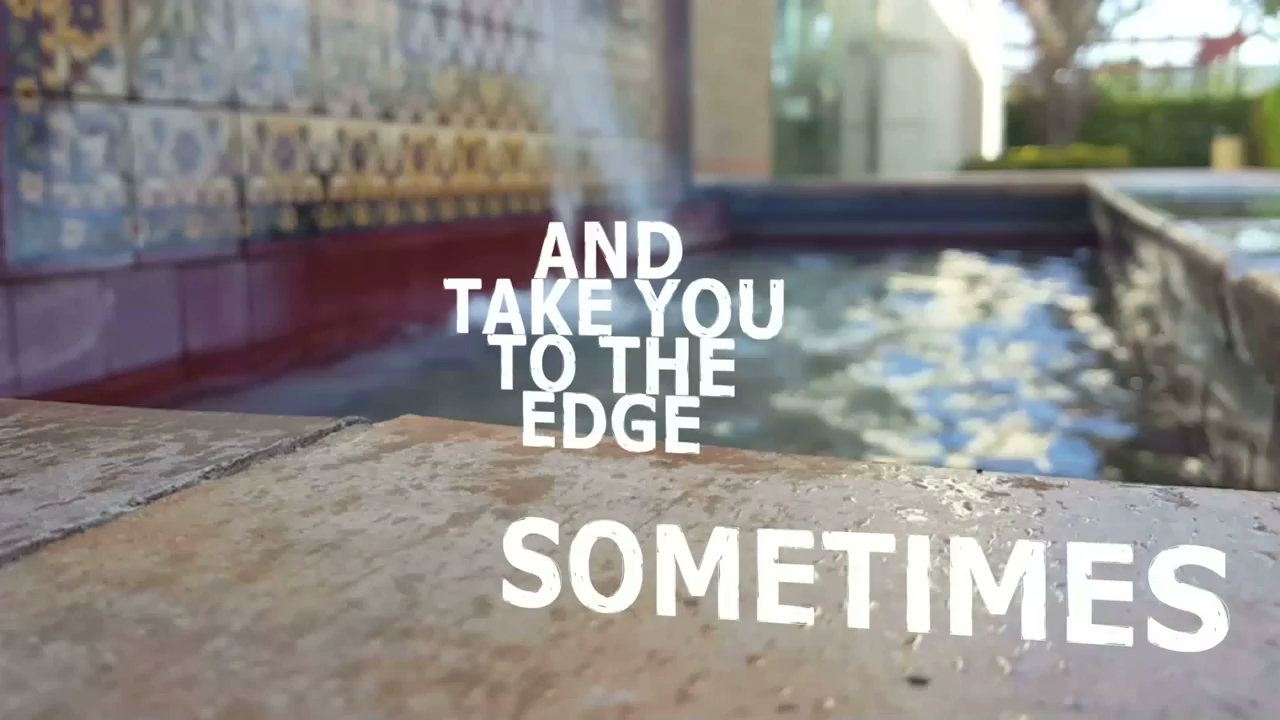 AND
TAKE YOU
TO THE
EDGE
SOMETIMES